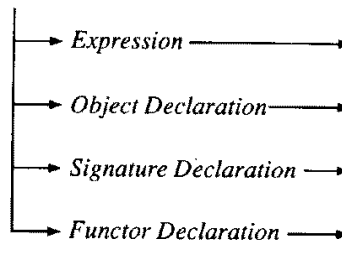 Expression
Object Declaration
Signature Declaration
Functor Declaration